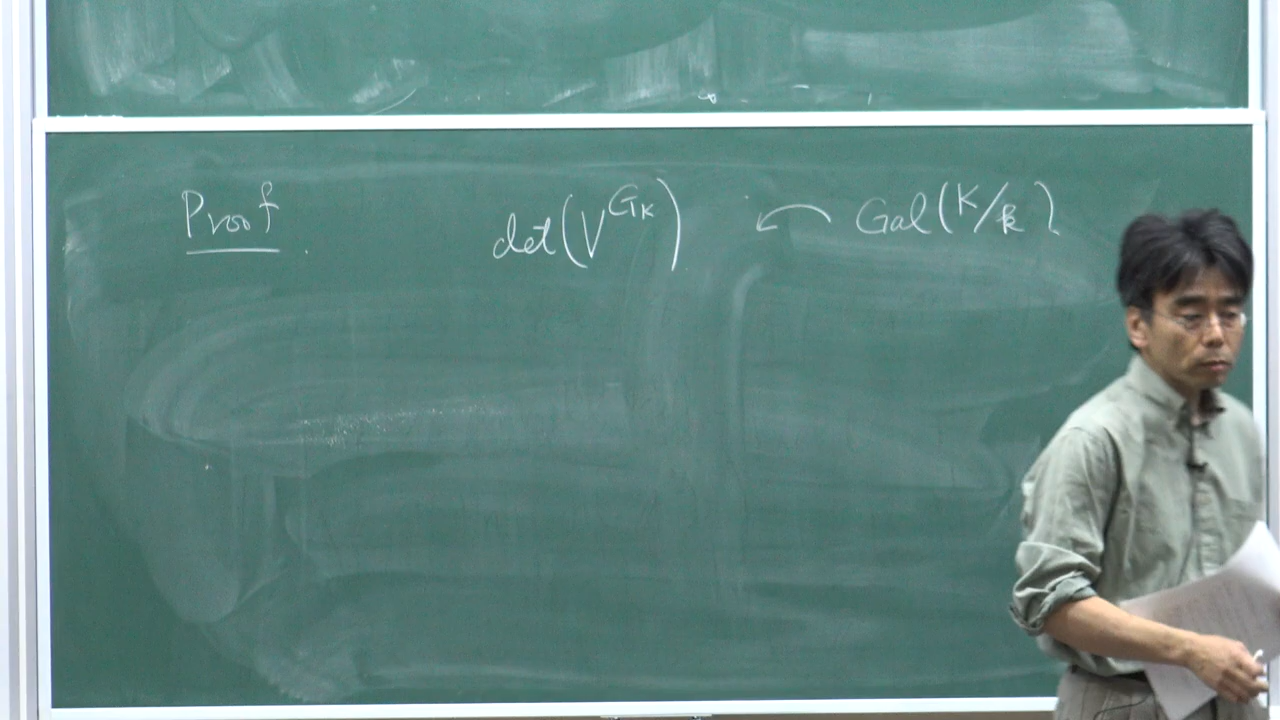 Proof. det(V^{G_K}) ↶ Gal(K/k)